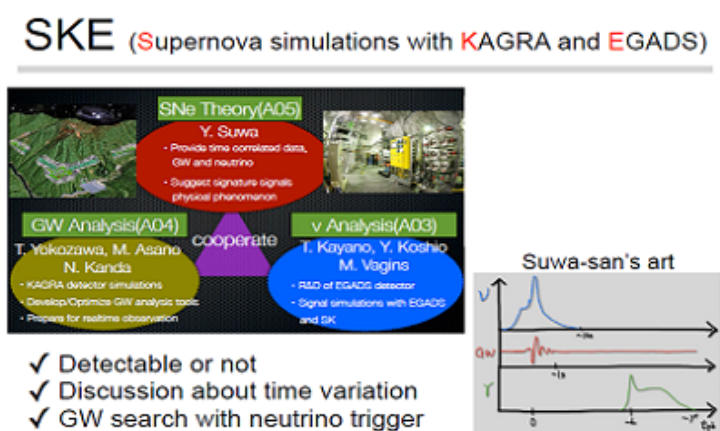 SKE (Supernova simulations with KAGRA and EGADS)
SNe Theory(A05)
Y. Suwa
・Provide time correlated data,
GW and neutrino
・Suggest signature signals
physical phenomenon
GW Analysis(A04)
T. Yokozawa, M. Asano
N. Kanda
・KAGRA detector simulations
・Develop/Optimize GW analysis tools
・Prepare for realtime observation
cooperate
ν Analysis(A03)
T. Kayano, Y. Koshio
M. Vagins
・R&D of EGADS detector
・Signal simulations with EGADS
and SK
Suwa-san's art
ν
GW
γ
0
✓ Detectable or not
✓ Discussion about time variation
✓ GW search with neutrino trigger